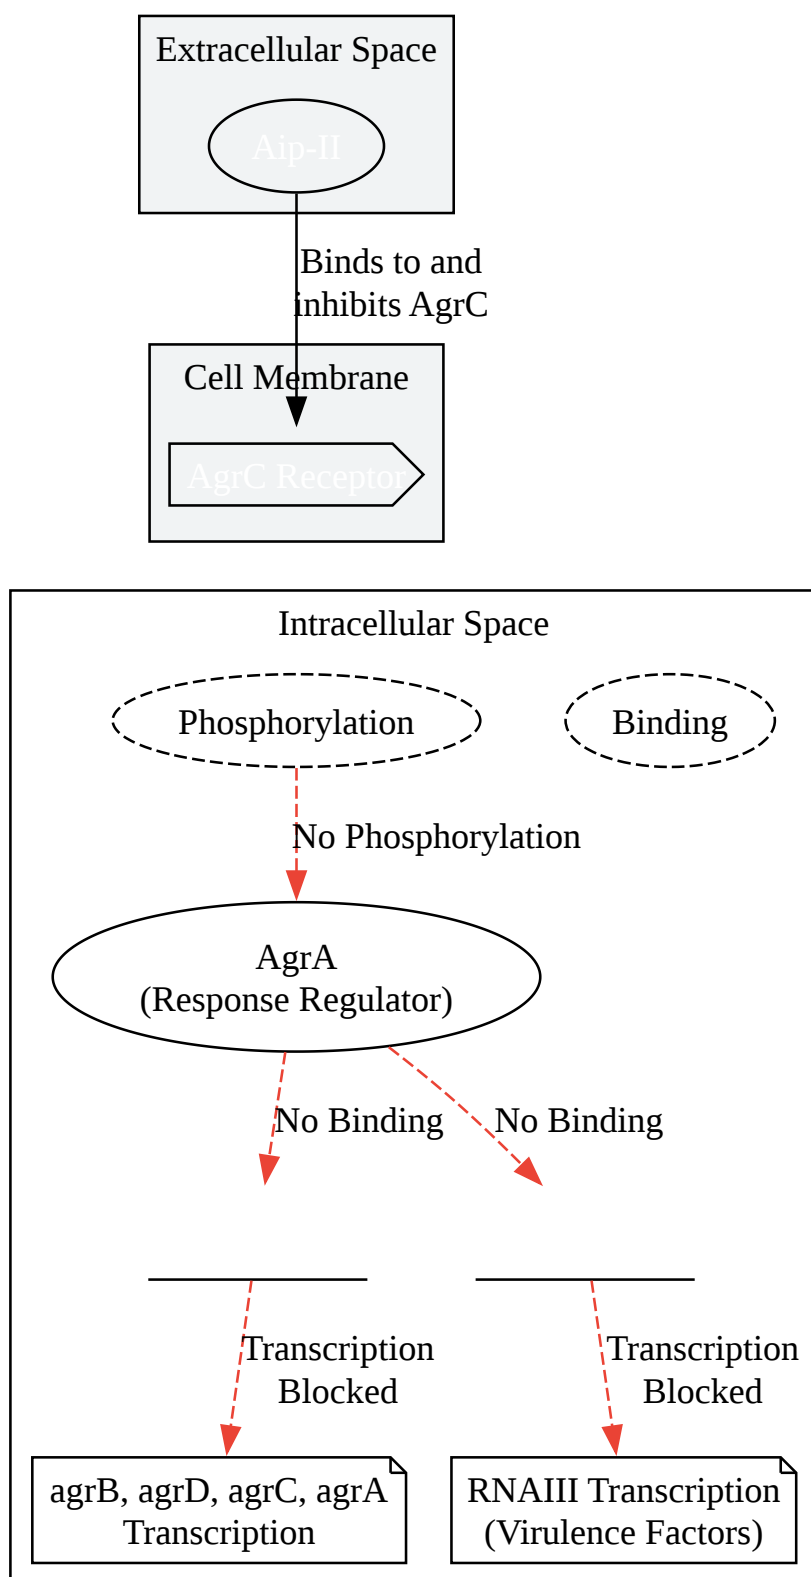 Extracellular Space
Aip-II
Binds to and
inhibits AgrC
Cell Membrane
AgrC Receptor
Intracellular Space
Phosphorylation
Binding
No Phosphorylation
AgrA
(Response Regulator)
No Binding
No Binding
Transcription
Blocked
Transcription
Blocked
agrB, agrD, agrC, agrA
Transcription
RNAIII Transcription
(Virulence Factors)